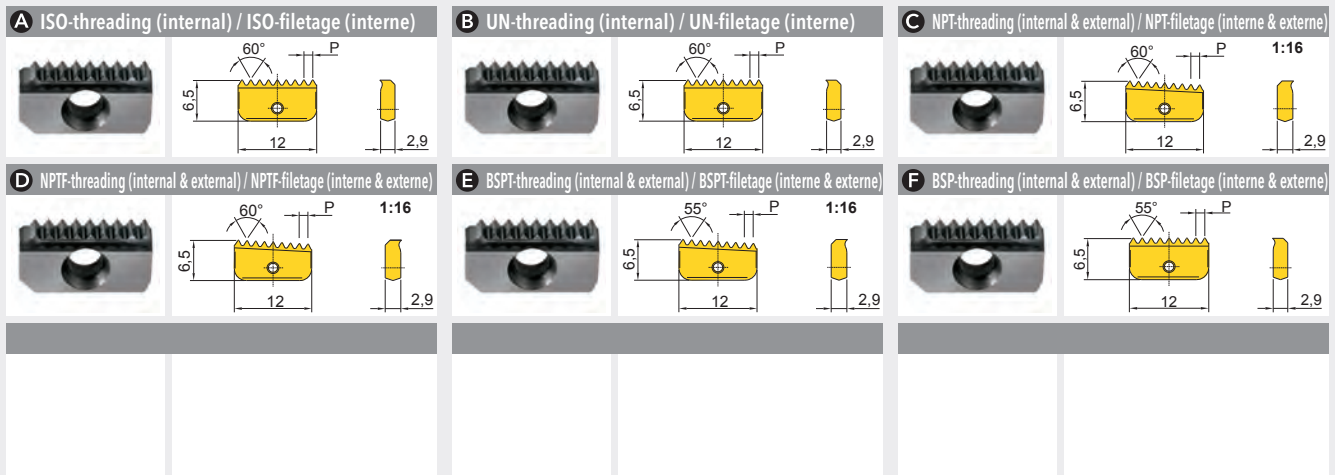 A ISO-threading (internal) / ISO-filetage (interne)
60° P
6,5
12
2,9
B UN-threading (internal) / UN-filetage (interne)
60° P
6,5
12
2,9
C NPT-threading (internal & external) / NPT-filetage (interne & externe)
60° P 1:16
6,5
12
2,9
D NPTF-threading (internal & external) / NPTF-filetage (interne & externe)
60° P 1:16
6,5
12
2,9
E BSPT-threading (internal & external) / BSPT-filetage (interne & externe)
55° P 1:16
6,5
12
2,9
F BSP-threading (internal & external) / BSP-filetage (interne & externe)
55° P
6,5
12
2,9